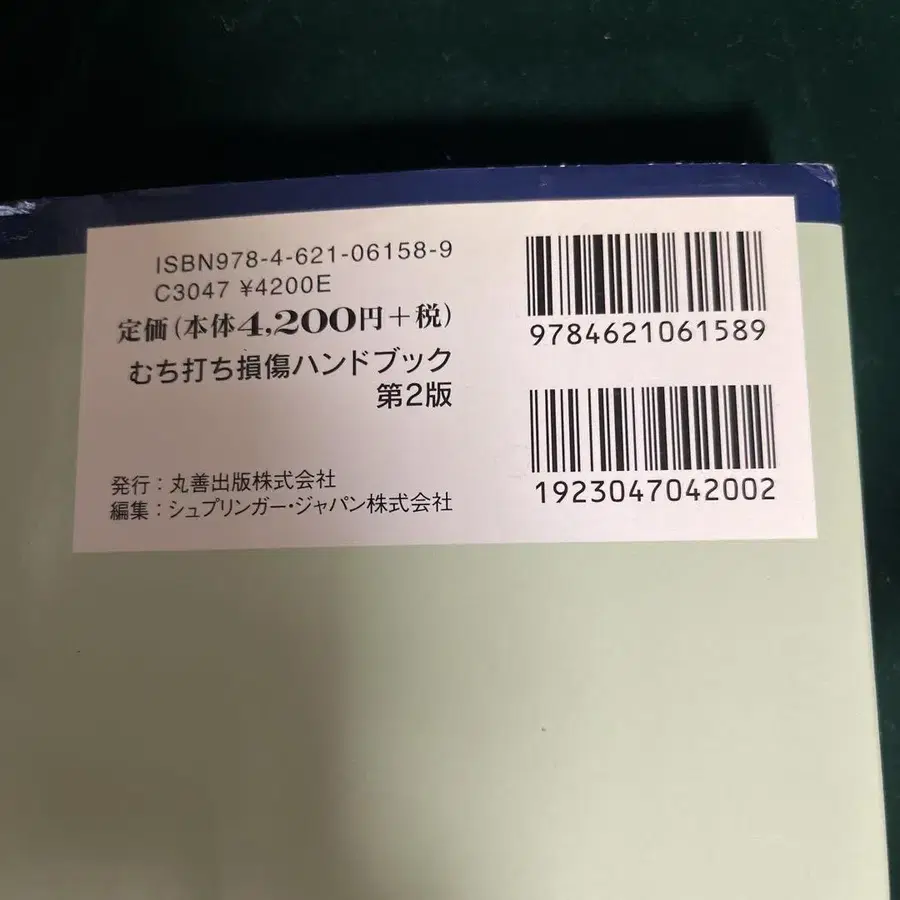 ISBN978-4-621-06158-9
C3047 ¥4200E
定価(本体4,200円+税)
むち打ち損傷ハンドブック
第2版
発行:丸善出版株式会社
編集:シュプリンガー・ジャパン株式会社
9784621061589
1923047042002